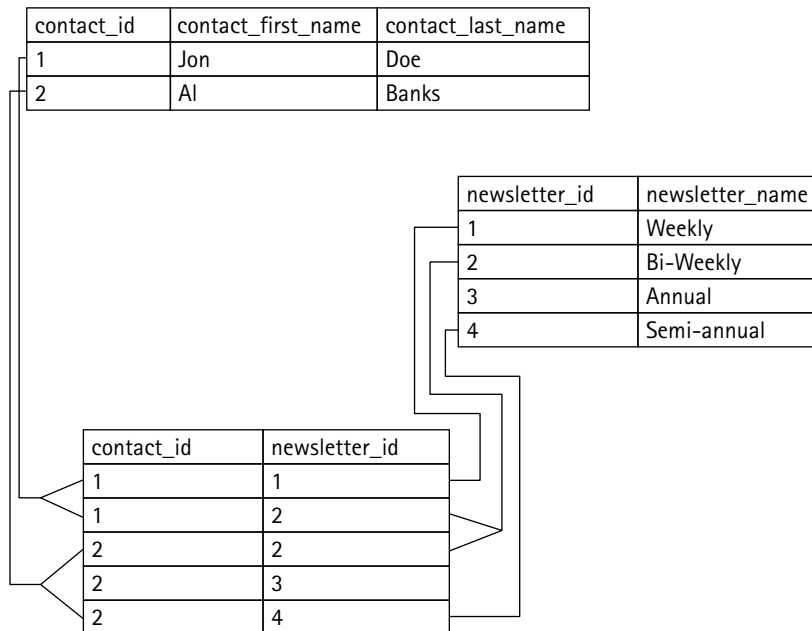 contact_id contact_first_name contact_last_name
1 Jon Doe
2 Al Banks
newsletter_id newsletter_name
1 Weekly
2 Bi-Weekly
3 Annual
4 Semi-annual
contact_id newsletter_id
1 1
1 2
2 2
2 3
2 4